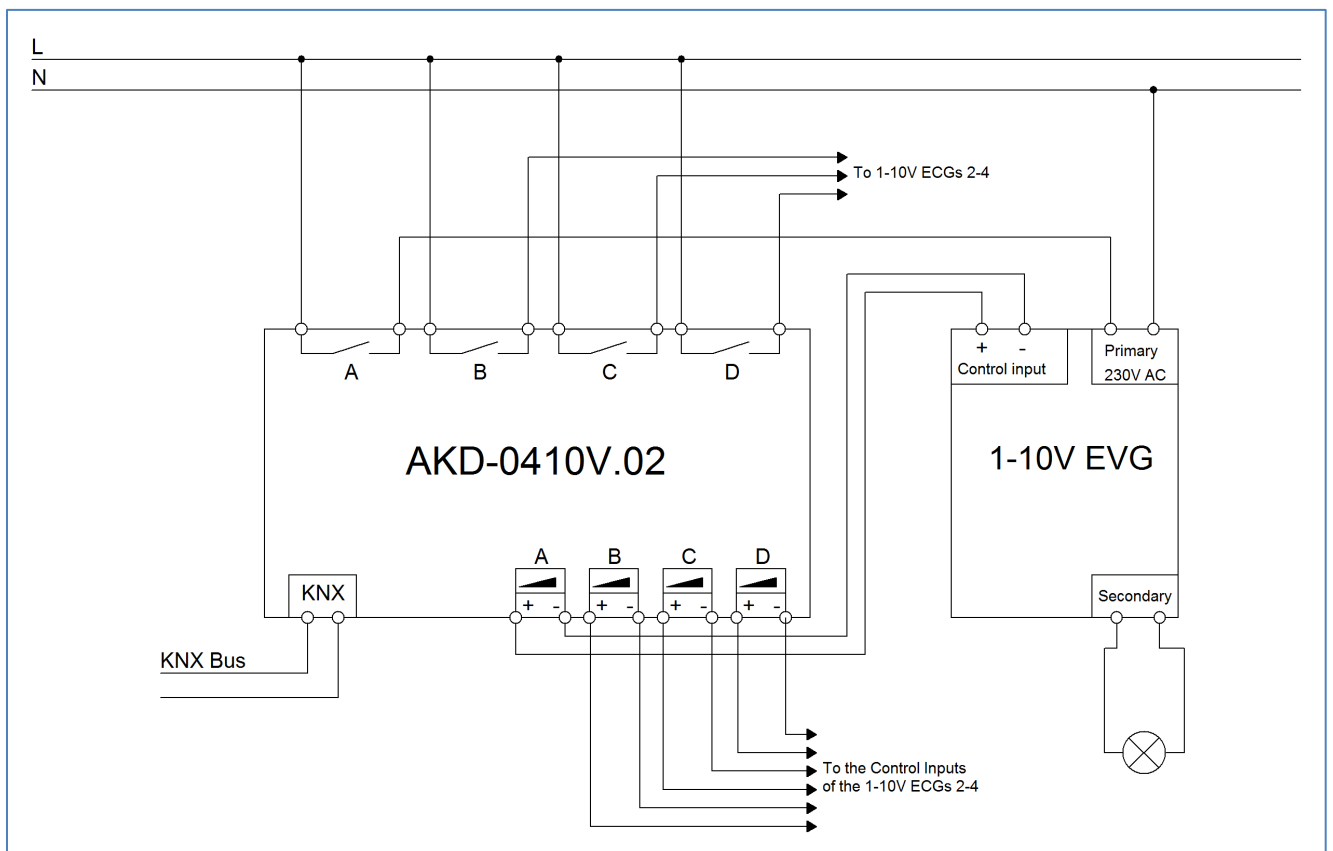 L
N
To 1-10V ECGs 2-4
A B C D
+ -
Control input
Primary
230V AC
AKD-0410V.02
1-10V EVG
A B C D
+ - + - + - + -
KNX
Secondary
KNX Bus
To the Control Inputs
of the 1-10V ECGs 2-4